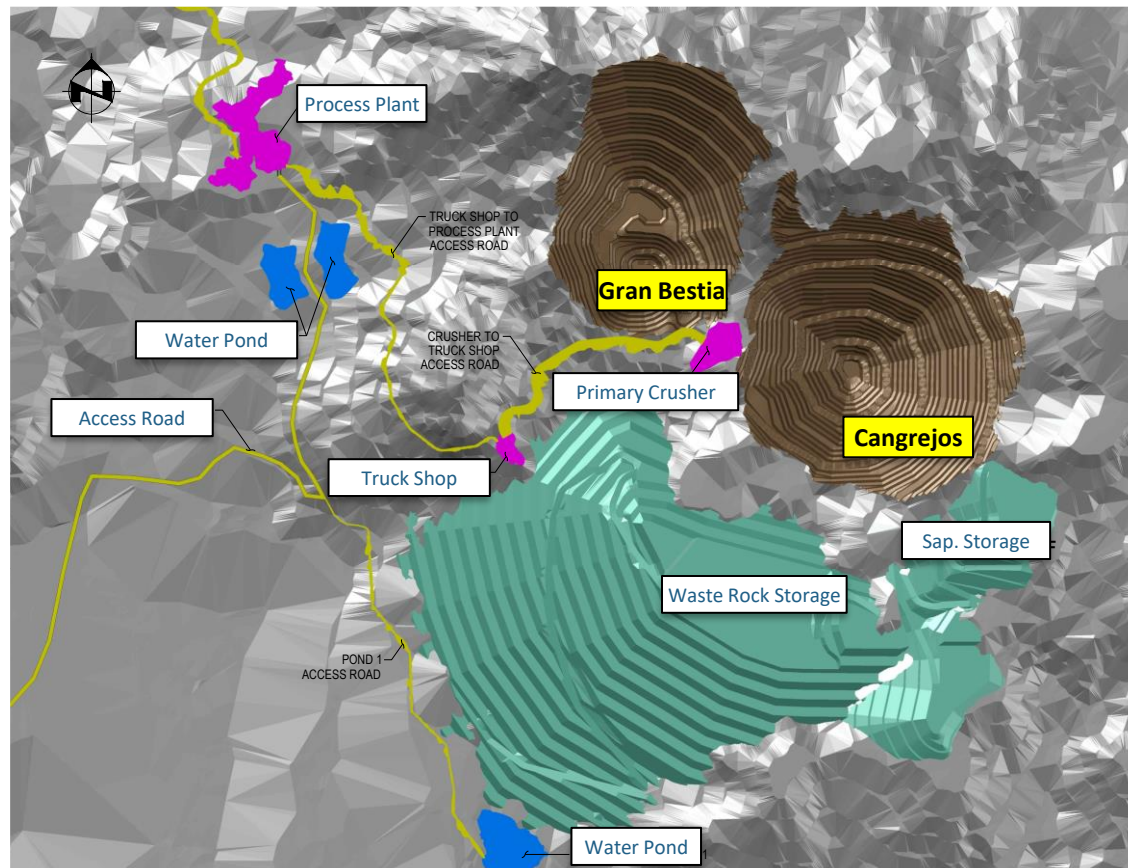 N
Process Plant
TRUCK SHOP TO
PROCESS PLANT
ACCESS ROAD
Gran Bestia
Water Pond
CRUSHER TO
TRUCK SHOP
ACCESS ROAD
Primary Crusher
Access Road
Cangrejos
Truck Shop
Sap. Storage
Waste Rock Storage
POND 1
ACCESS ROAD
Water Pond 1